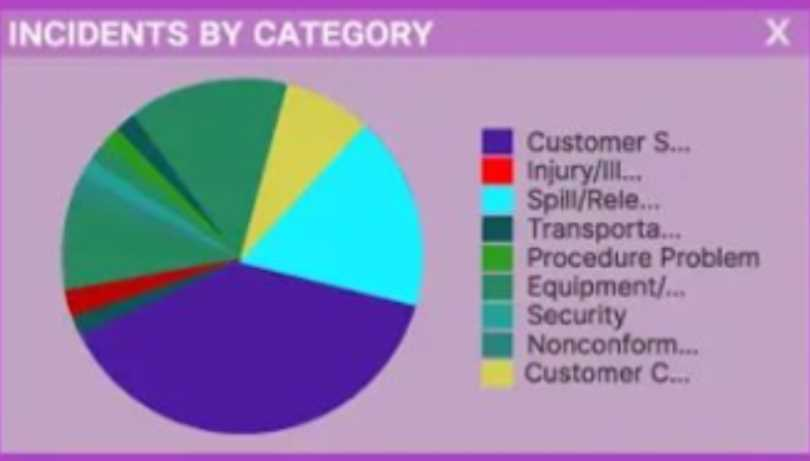 INCIDENTS BY CATEGORY X
Customer S...
Injury/Ill...
Spill/Rele...
Transporta...
Procedure Problem
Equipment/...
Security
Nonconform...
Customer C...